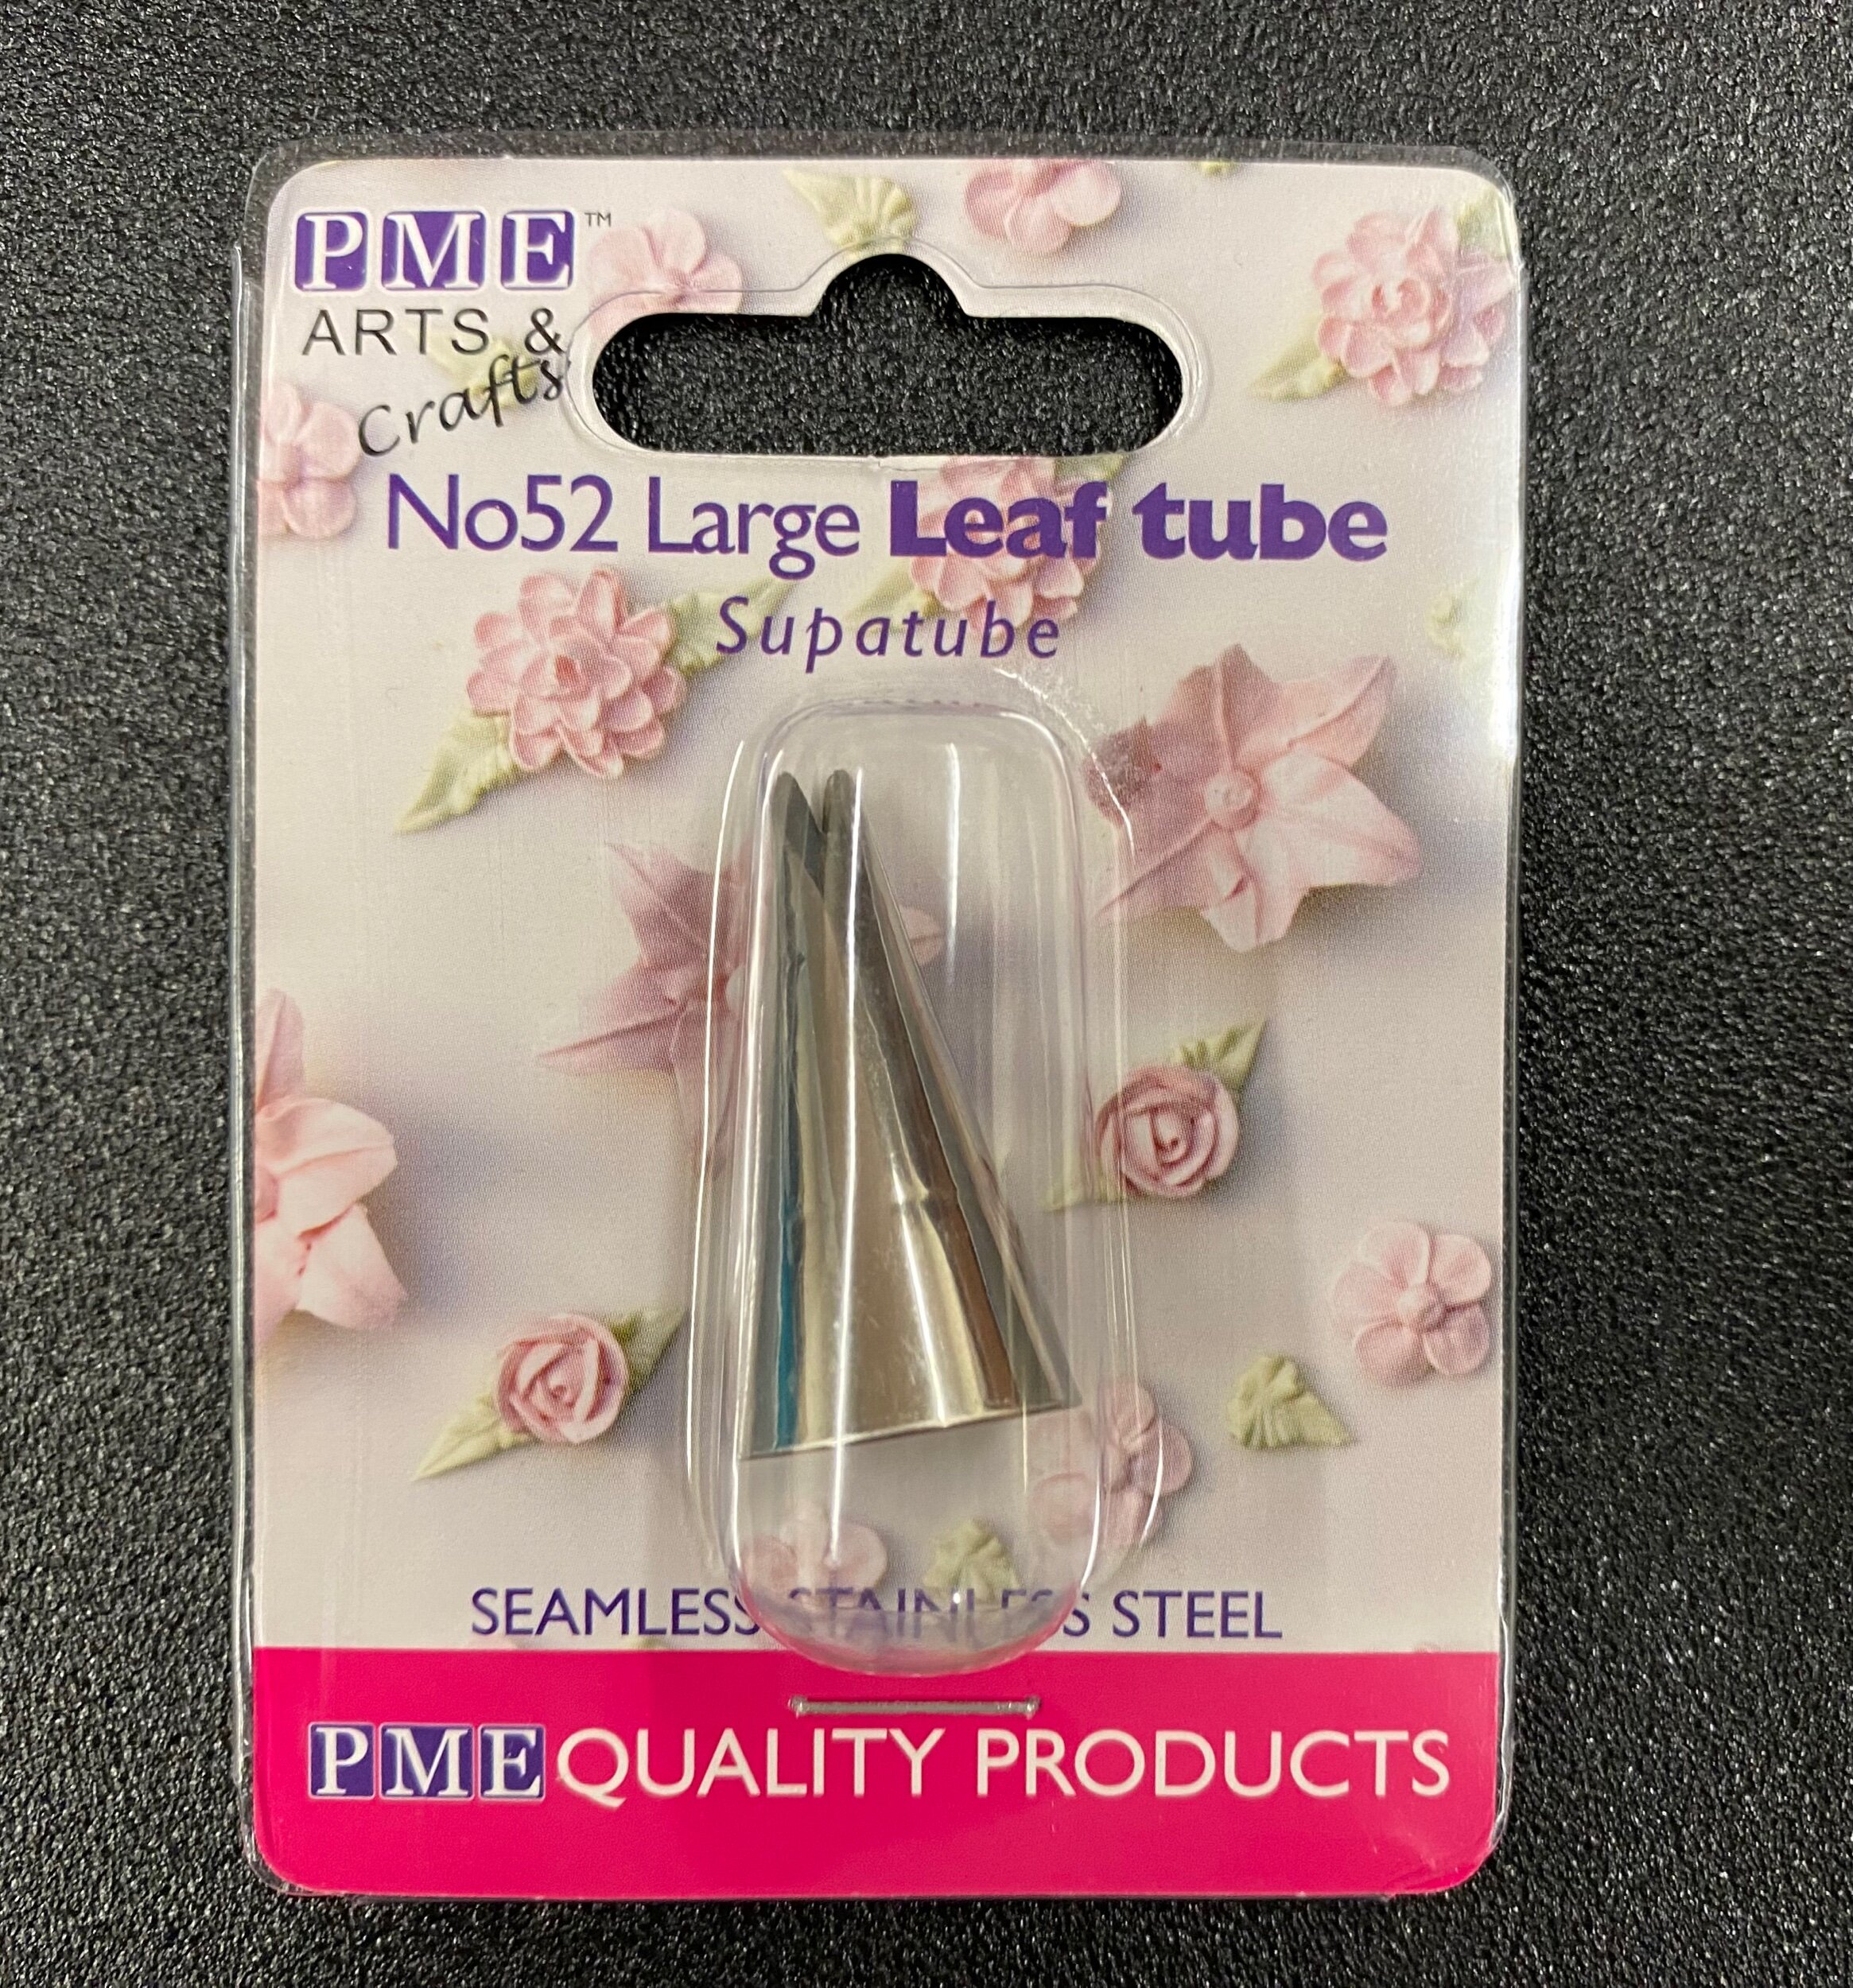 PME™
ARTS &
Crafts
No52 Large Leaf tube
Supatube
SEAMLESS STAINLESS STEEL
PME QUALITY PRODUCTS